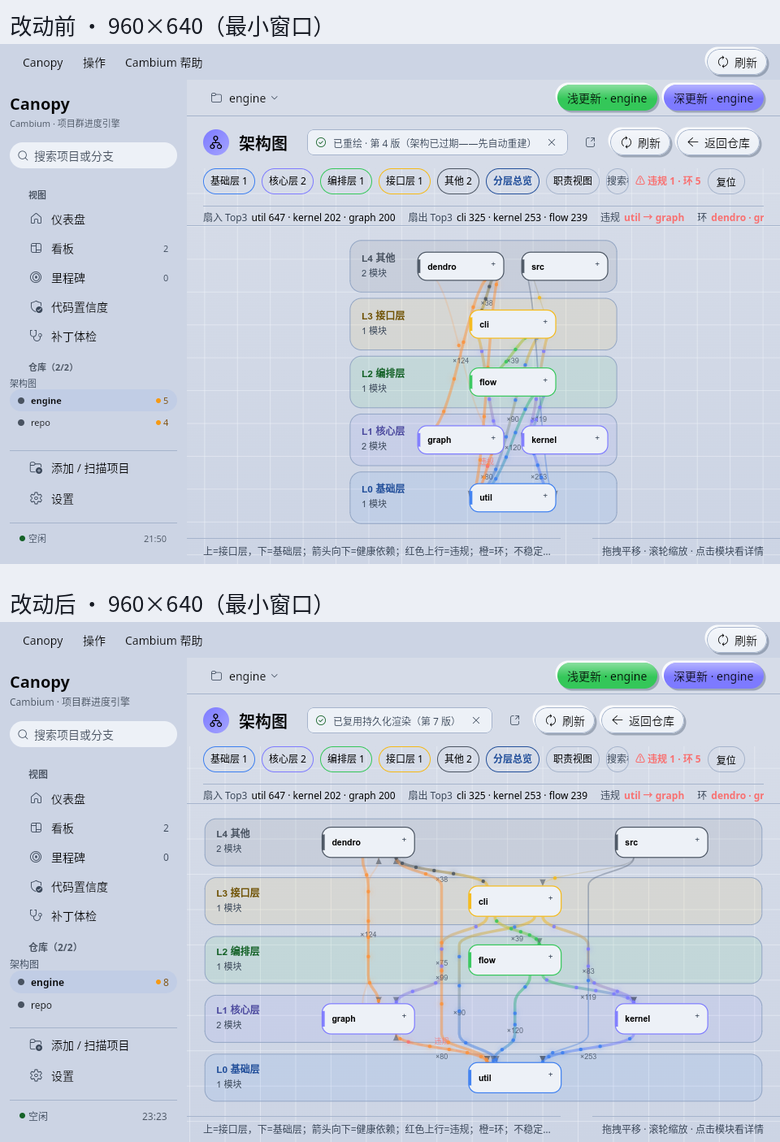 改动前 · 960×640（最小窗口）
Canopy 操作 Cambium 帮助 刷新
Canopy
Cambium · 项目群进度引擎
搜索项目或分支
视图
仪表盘
看板 2
里程碑 0
代码置信度
补丁体检
仓库（2/2）
架构图
engine 5
repo 4
添加 / 扫描项目
设置
空闲 21:50
engine 浅更新 · engine 深更新 · engine
架构图 已重绘 · 第 4 版（架构已过期——先自动重建） 刷新 返回仓库
基础层 1 核心层 2 编排层 1 接口层 1 其他 2 分层总览 职责视图 搜索 违规 1 · 环 5 复位
扇入 Top3 util 647 · kernel 202 · graph 200 扇出 Top3 cli 325 · kernel 253 · flow 239 违规 util → graph 环 dendro · gr
L4 其他
2 模块
dendro +
src +
×38
L3 接口层
1 模块
cli +
×124 ×39
L2 编排层
1 模块
flow +
×90 ×119
L1 核心层
2 模块
graph +
kernel +
×120
×80 ×253
L0 基础层
1 模块
util +
上=接口层，下=基础层；箭头向下=健康依赖；红色上行=违规；橙=环；不稳定…
拖拽平移 · 滚轮缩放 · 点击模块看详情
改动后 · 960×640（最小窗口）
Canopy 操作 Cambium 帮助 刷新
Canopy
Cambium · 项目群进度引擎
搜索项目或分支
视图
仪表盘
看板 2
里程碑 0
代码置信度
补丁体检
仓库（2/2）
架构图
engine 8
repo
添加 / 扫描项目
设置
空闲 23:23
engine 浅更新 · engine 深更新 · engine
架构图 已复用持久化渲染（第 7 版） 刷新 返回仓库
基础层 1 核心层 2 编排层 1 接口层 1 其他 2 分层总览 职责视图 搜索 违规 1 · 环 5 复位
扇入 Top3 util 647 · kernel 202 · graph 200 扇出 Top3 cli 325 · kernel 253 · flow 239 违规 util → graph 环 dendro · gr
L4 其他
2 模块
dendro +
src +
×38
L3 接口层
1 模块
cli +
×124 ×39
L2 编排层
1 模块
flow +
×75 ×83
×99
×119
L1 核心层
2 模块
graph +
kernel +
×90
×120
×80 ×253
L0 基础层
1 模块
util +
上=接口层，下=基础层；箭头向下=健康依赖；红色上行=违规；橙=环；不稳定…
拖拽平移 · 滚轮缩放 · 点击模块看详情